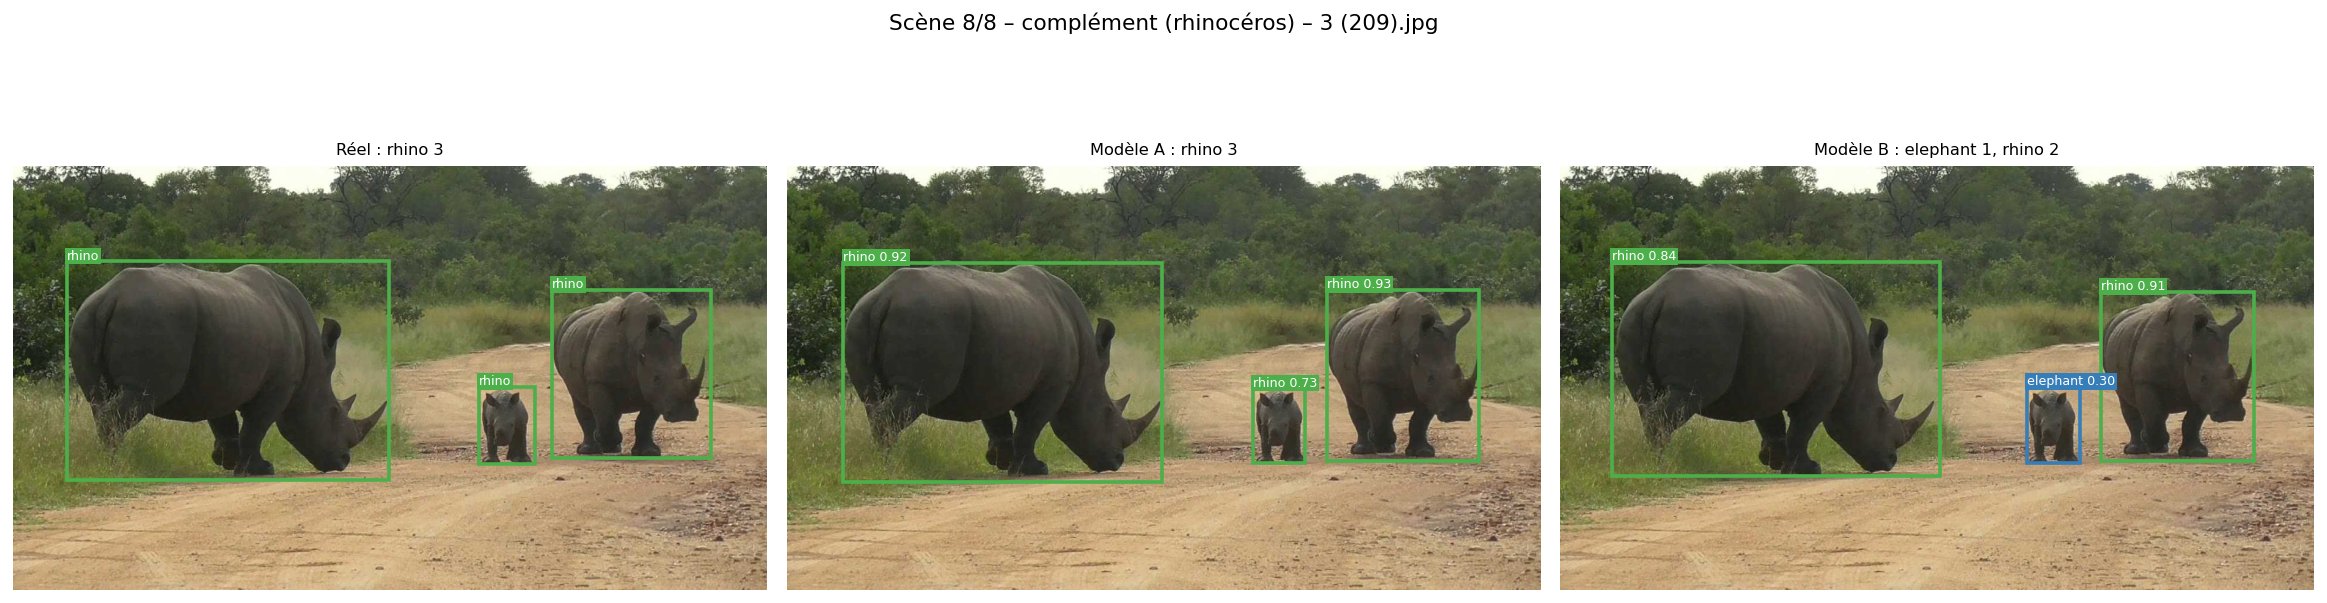 Scène 8/8 – complément (rhinocéros) – 3 (209).jpg
Réel : rhino 3
rhino
rhino
rhino
Modèle A : rhino 3
rhino 0.92
rhino 0.93
rhino 0.73
Modèle B : elephant 1, rhino 2
rhino 0.84
rhino 0.91
elephant 0.30